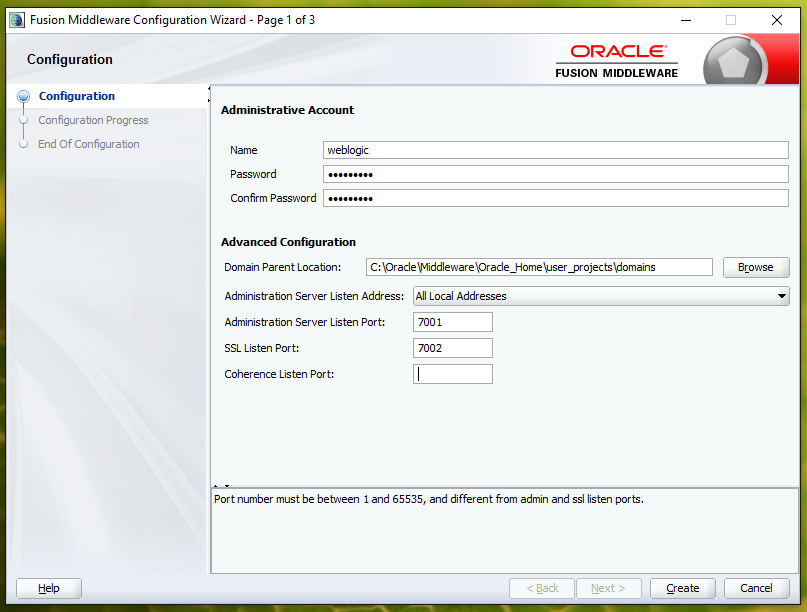 Fusion Middleware Configuration Wizard - Page 1 of 3
Configuration
ORACLE
FUSION MIDDLEWARE
Configuration
Configuration Progress
End Of Configuration
Administrative Account
Name weblogic
Password •••••••••
Confirm Password •••••••••
Advanced Configuration
Domain Parent Location: C:\Oracle\Middleware\Oracle_Home\user_projects\domains Browse
Administration Server Listen Address: All Local Addresses
Administration Server Listen Port: 7001
SSL Listen Port: 7002
Coherence Listen Port:
Port number must be between 1 and 65535, and different from admin and ssl listen ports.
Help < Back Next > Create Cancel